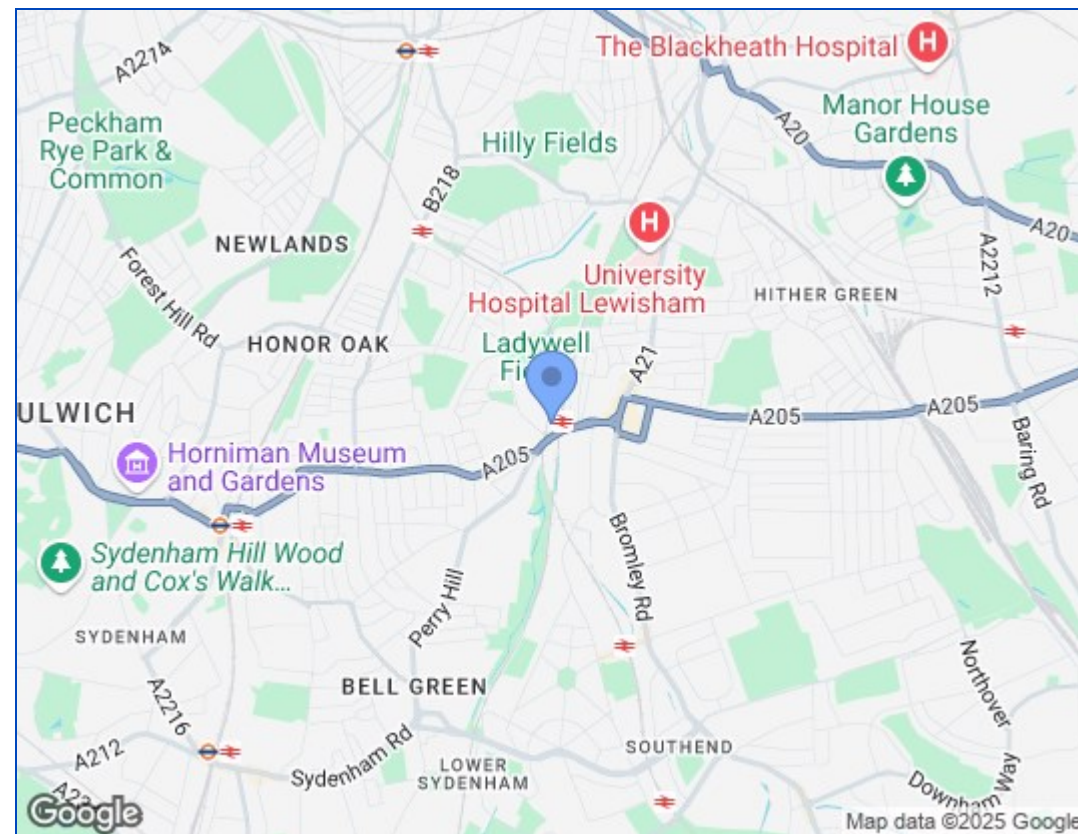 A2214
The Blackheath Hospital
H
Peckham
Rye Park &
Common
Hilly Fields
A20
Manor House
Gardens
B218
NEWLANDS
H
University
Hospital Lewisham
A20
A2212
Forest Hill Rd
HONOR OAK
HITHER GREEN
Ladywell
A21
ULWICH
A205
A205
A205
Horniman Museum
and Gardens
Baring Rd
Sydenham Hill Wood
and Cox's Walk...
Bromley Rd
Perry Hill
SYDENHAM
BELL GREEN
Northover
A2216
A212
Sydenham Rd
SOUTHEND
LOWER
SYDENHAM
Downham Way
Google
Map data ©2025 Google